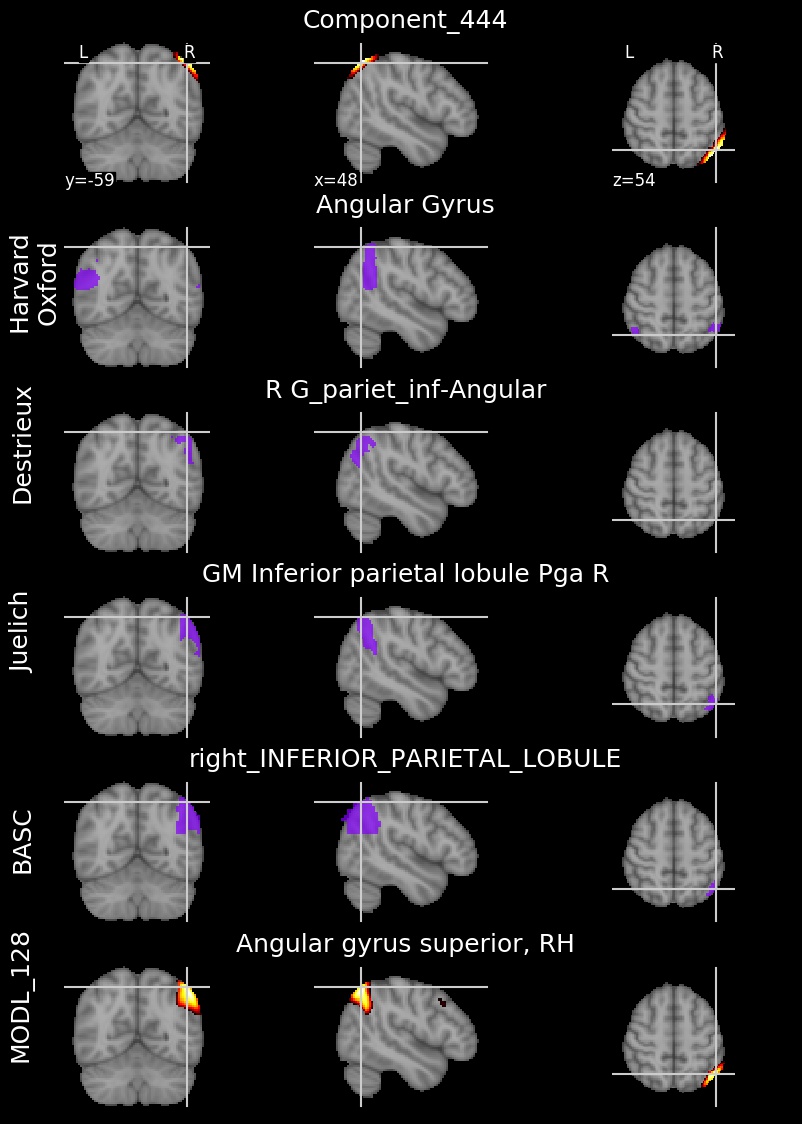 Component_444
L R L R
y=-59 x=48 z=54
Angular Gyrus
Harvard
Oxford
R G_pariet_inf-Angular
Destrieux
GM Inferior parietal lobule Pga R
Juelich
right_INFERIOR_PARIETAL_LOBULE
BASC
Angular gyrus superior, RH
MODL_128